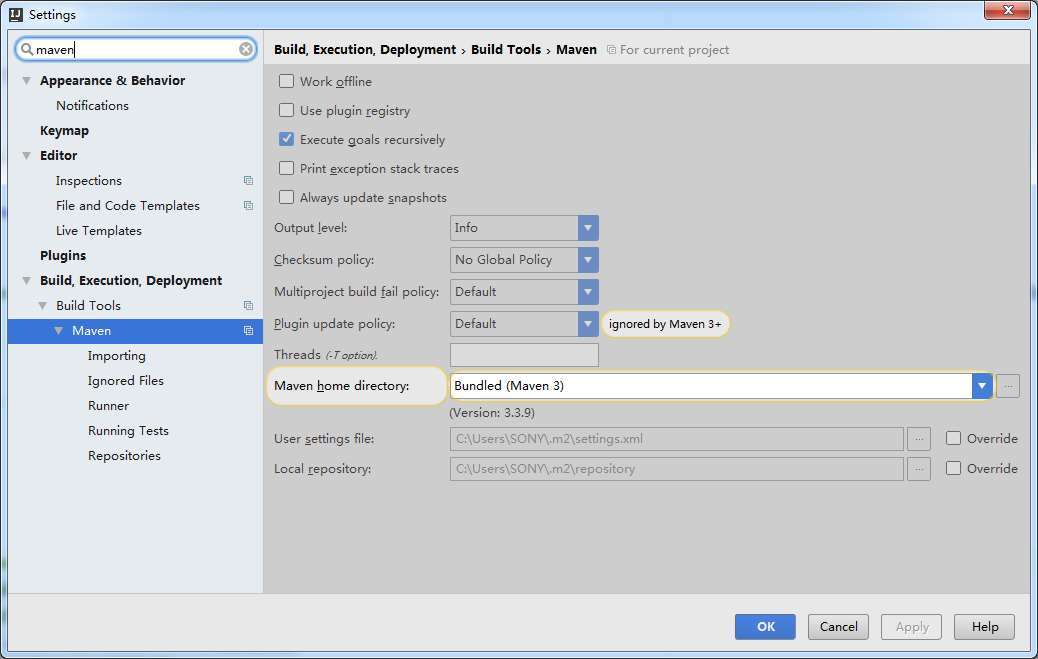 Settings
maven
Appearance & Behavior
Notifications
Keymap
Editor
Inspections
File and Code Templates
Live Templates
Plugins
Build, Execution, Deployment
Build Tools
Maven
Importing
Ignored Files
Runner
Running Tests
Repositories
Build, Execution, Deployment › Build Tools › Maven For current project
Work offline
Use plugin registry
Execute goals recursively
Print exception stack traces
Always update snapshots
Output level: Info
Checksum policy: No Global Policy
Multiproject build fail policy: Default
Plugin update policy: Default ignored by Maven 3+
Threads (-T option).
Maven home directory: Bundled (Maven 3) ...
(Version: 3.3.9)
User settings file: C:\Users\SONY\.m2\settings.xml ... Override
Local repository: C:\Users\SONY\.m2\repository ... Override
OK Cancel Apply Help